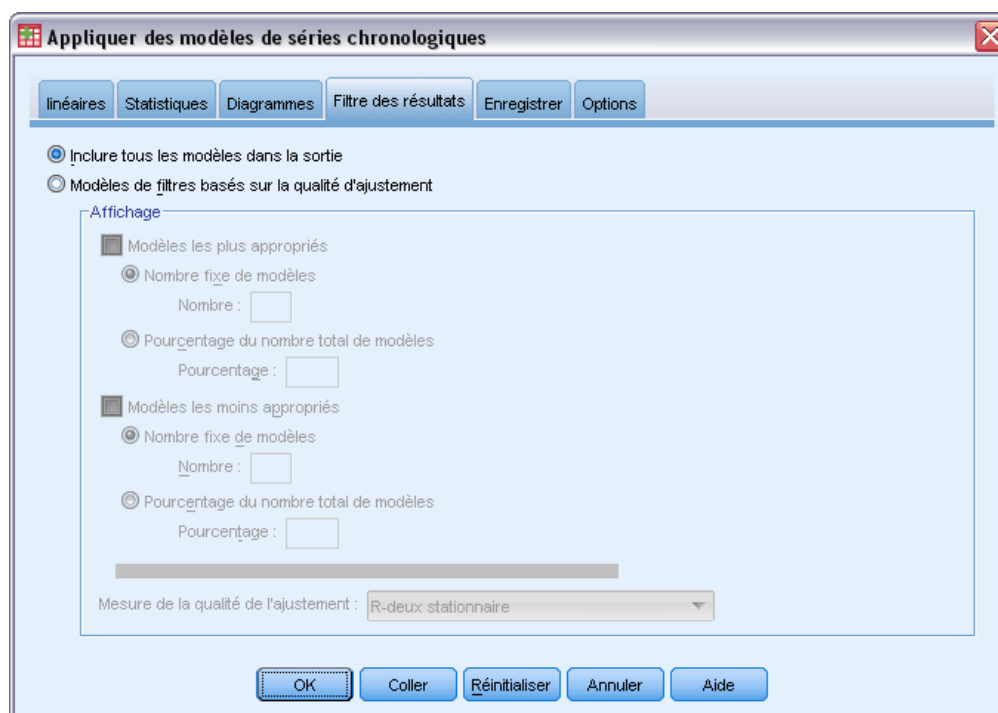 Appliquer des modèles de séries chronologiques
linéaires Statistiques Diagrammes Filtre des résultats Enregistrer Options
Inclure tous les modèles dans la sortie
Modèles de filtres basés sur la qualité d'ajustement
Affichage
Modèles les plus appropriés
Nombre fixe de modèles
Nombre :
Pourcentage du nombre total de modèles
Pourcentage :
Modèles les moins appropriés
Nombre fixe de modèles
Nombre :
Pourcentage du nombre total de modèles
Pourcentage :
Mesure de la qualité de l'ajustement : R-deux stationnaire
OK Coller Réinitialiser Annuler Aide